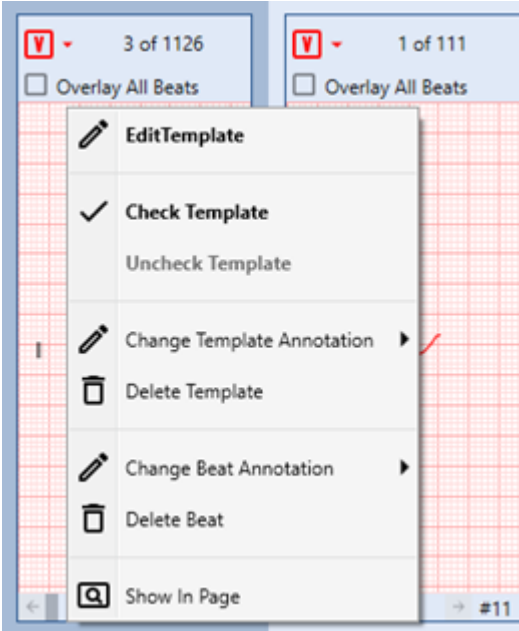 V 3 of 1126
Overlay All Beats
V 1 of 111
Overlay All Beats
EditTemplate
Check Template
Uncheck Template
I
Change Template Annotation
Delete Template
Change Beat Annotation
Delete Beat
Show In Page
#11